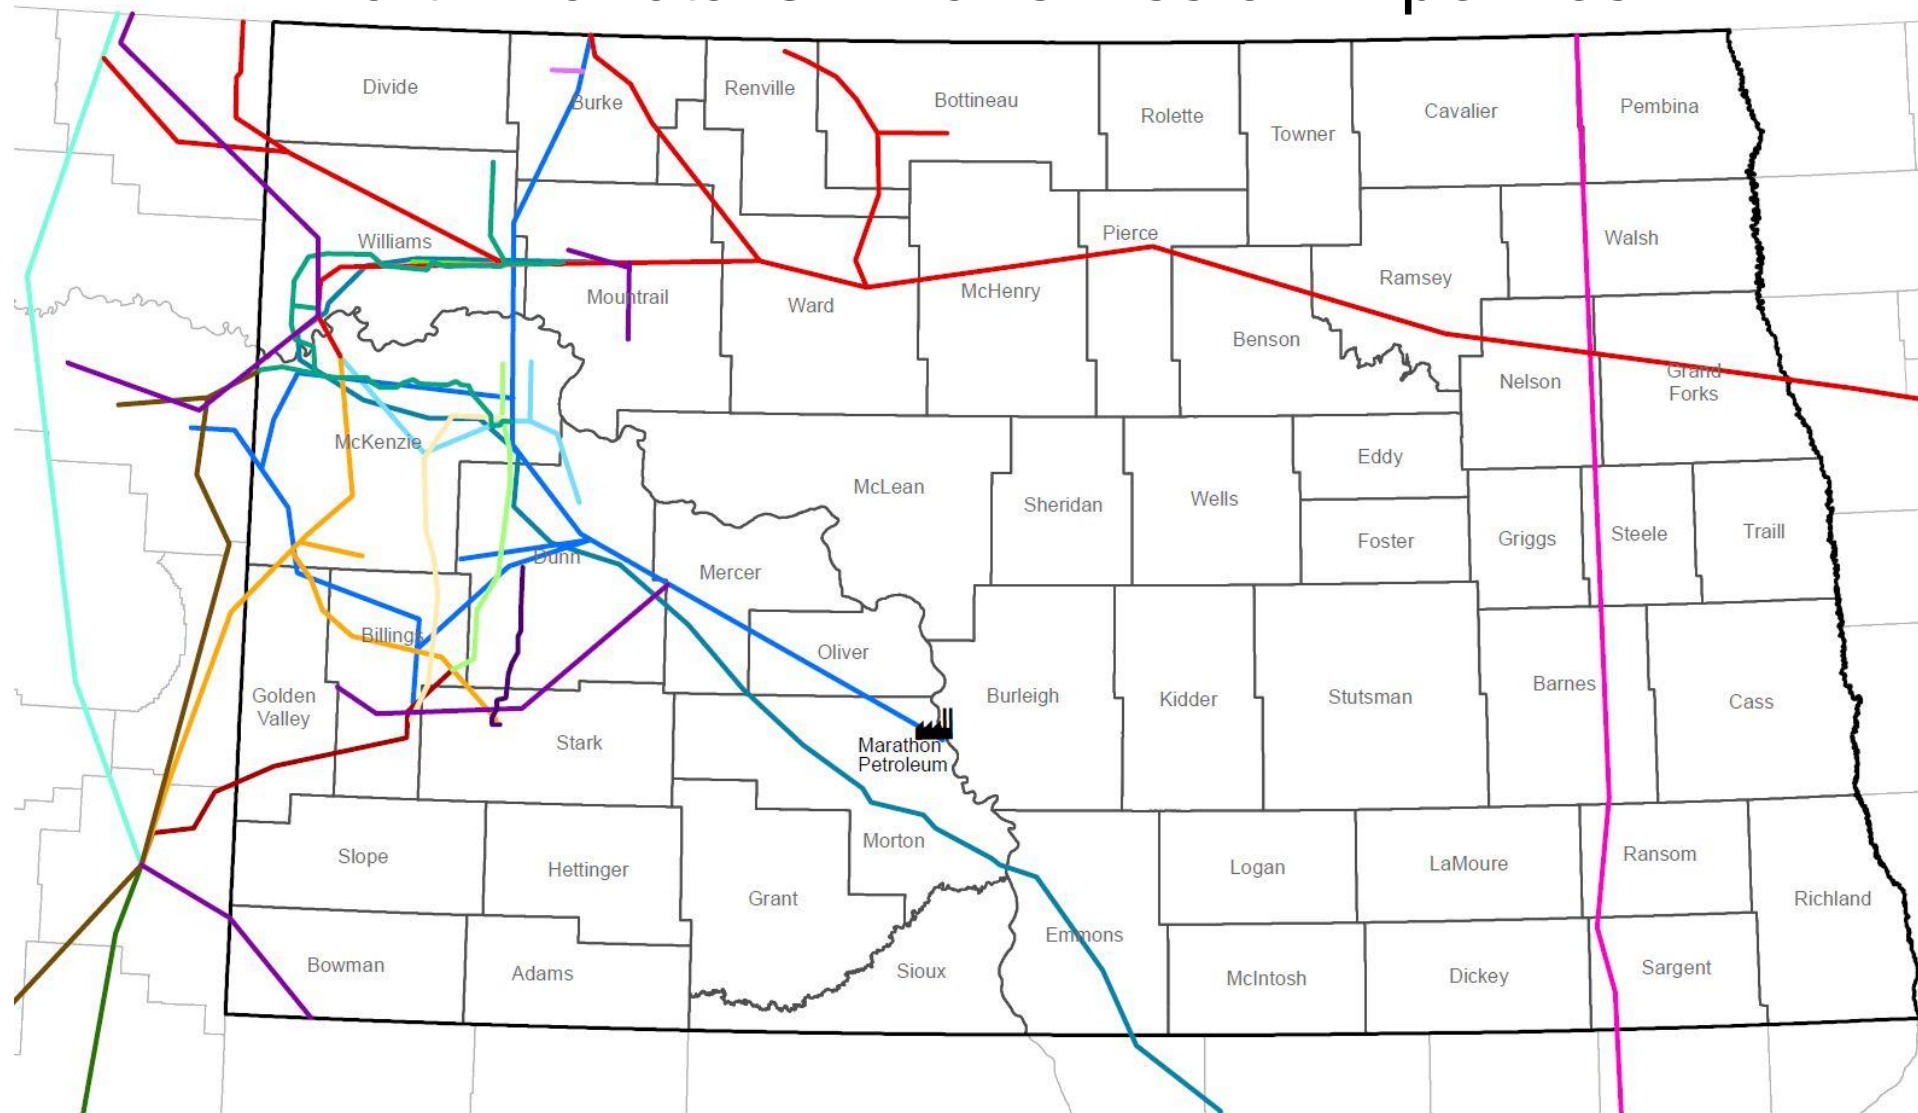 Divide
Burke
Renville
Bottineau
Rolette
Towner
Cavalier
Pembina
Williams
Mountrail
Ward
McHenry
Pierce
Benson
Ramsey
Walsh
Nelson
Grand
Forks
McKenzie
McLean
Sheridan
Wells
Eddy
Foster
Griggs
Steele
Traill
Dunn
Mercer
Billings
Oliver
Golden
Valley
Stark
Marathon
Petroleum
Burleigh
Kidder
Stutsman
Barnes
Cass
Slope
Hettinger
Morton
Grant
Logan
LaMoure
Ransom
Richland
Bowman
Adams
Sioux
Emmons
McIntosh
Dickey
Sargent